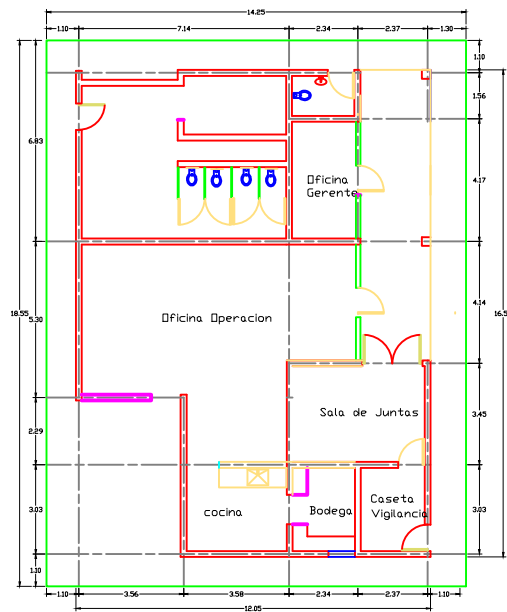 14.25
1.10 7.14 2.34 2.37 1.30
1.10
1.56
6.83
4.17
Oficina
Gerente
18.55
5.30
Oficina Operacion
4.14
16.5
2.29
Sala de Juntas
3.45
3.03
cocina
Bodega
Caseta
Vigilancia
3.03
1.10
1.10 3.56 3.58 2.34 2.37 1.10
12.05